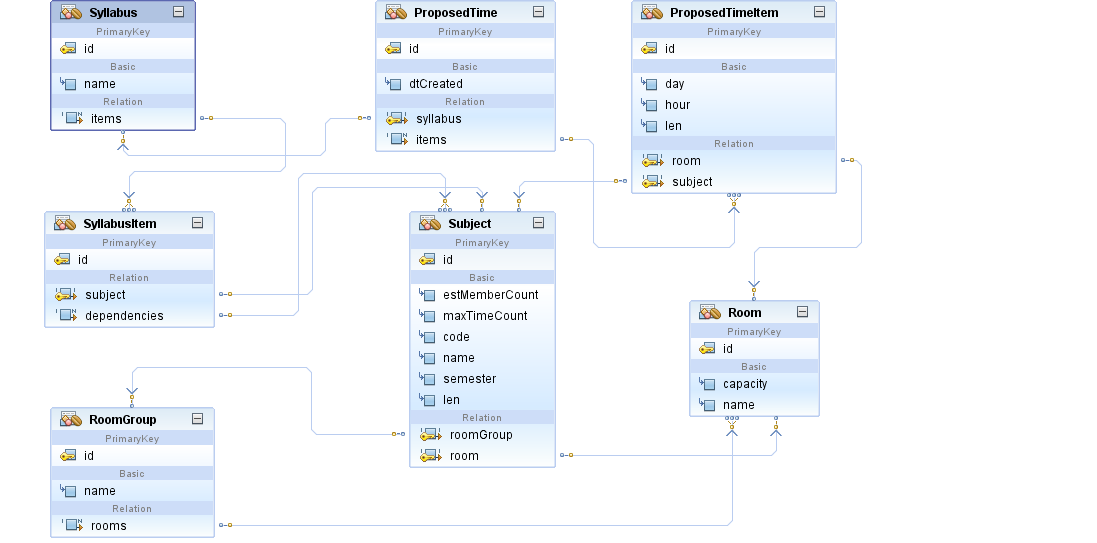 Syllabus
PrimaryKey
id
Basic
name
Relation
items
ProposedTime
PrimaryKey
id
Basic
dtCreated
Relation
syllabus
items
ProposedTimeItem
PrimaryKey
id
Basic
day
hour
len
Relation
room
subject
SyllabusItem
PrimaryKey
id
Relation
subject
dependencies
Subject
PrimaryKey
id
Basic
estMemberCount
maxTimeCount
code
name
semester
len
Relation
roomGroup
room
Room
PrimaryKey
id
Basic
capacity
name
RoomGroup
PrimaryKey
id
Basic
name
Relation
rooms